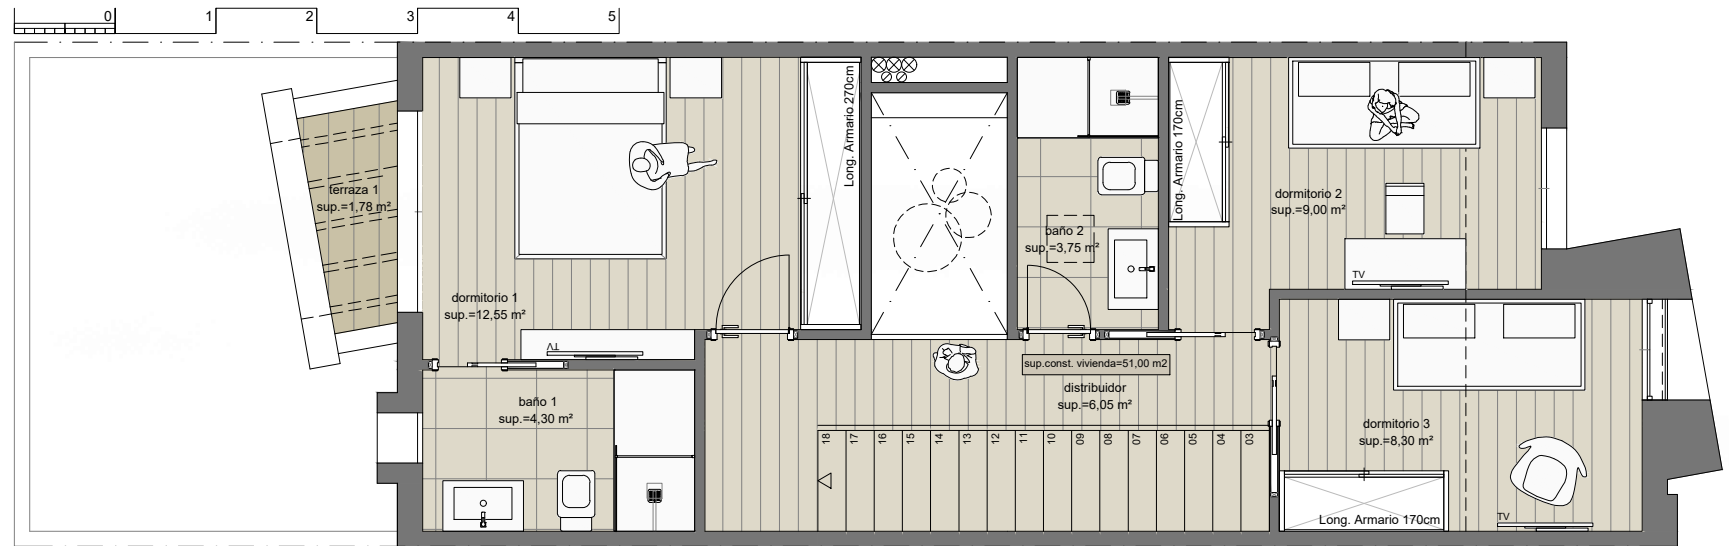 0 1 2 3 4 5
Long. Armario 270cm
Long. Armario 170cm
terraza 1
sup.=1,78 m²
dormitorio 2
sup.=9,00 m²
baño 2
sup.=3,75 m²
TV
dormitorio 1
sup.=12,55 m²
TV
sup.const. vivienda=51,00 m2
distribuidor
sup.=6,05 m²
baño 1
sup.=4,30 m²
dormitorio 3
sup.=8,30 m²
18 17 16 15 14 13 12 11 10 09 08 07 06 05 04 03
Long. Armario 170cm
TV